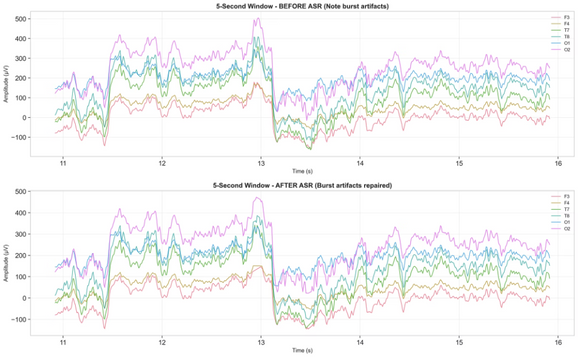 5-Second Window - BEFORE ASR (Note burst artifacts)
500
400
300
200
100
0
−100
Amplitude (µV)
11
12
13
14
15
16
Time (s)
F3
F4
T7
T8
O1
O2
5-Second Window - AFTER ASR (Burst artifacts repaired)
500
400
300
200
100
0
−100
Amplitude (µV)
11
12
13
14
15
16
Time (s)
F3
F4
T7
T8
O1
O2